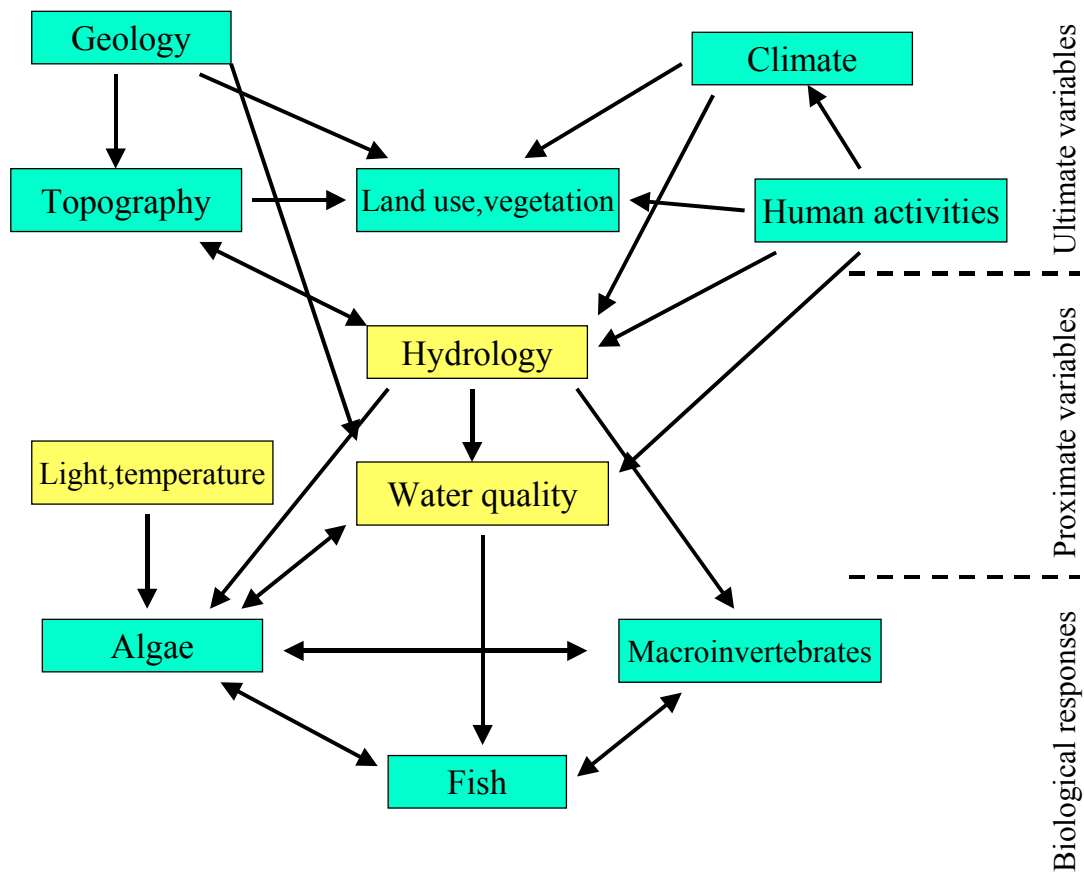 Geology
Climate
Topography
Land use,vegetation
Human activities
Hydrology
Light,temperature
Water quality
Algae
Macroinvertebrates
Fish
Ultimate variables
Proximate variables
Biological responses